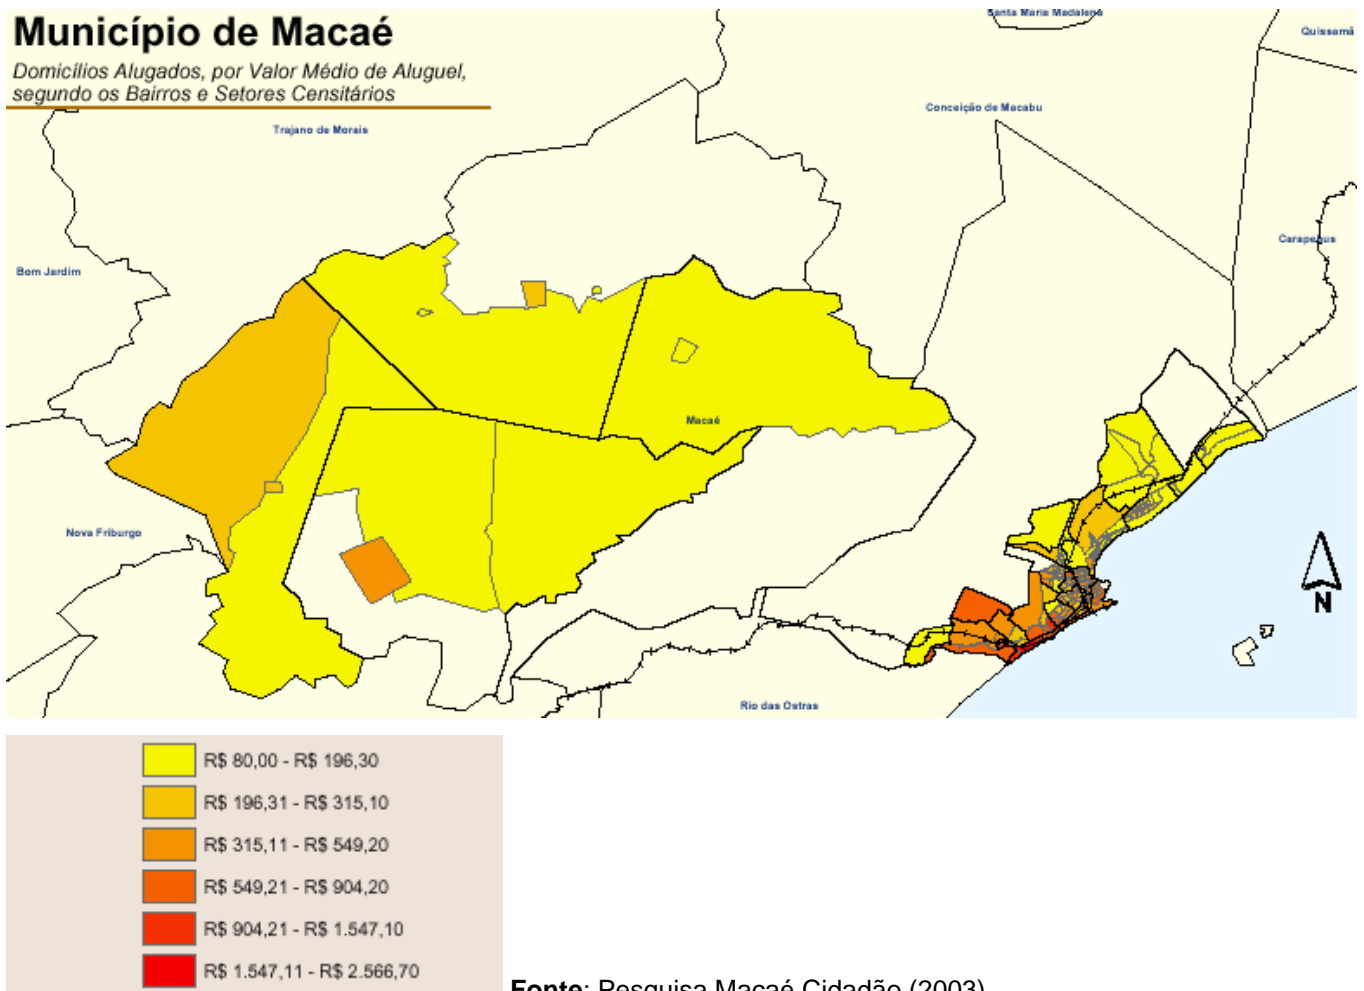 Município de Macaé
Domicílios Alugados, por Valor Médio de Aluguel,
segundo os Bairros e Setores Censitários
Santa Maria Madalena
Quissamã
Conceição de Macabu
Trajano de Morais
Carapebus
Bom Jardim
Macaé
Nova Friburgo
N
Rio das Ostras
R$ 80,00 - R$ 196,30
R$ 196,31 - R$ 315,10
R$ 315,11 - R$ 549,20
R$ 549,21 - R$ 904,20
R$ 904,21 - R$ 1.547,10
R$ 1.547,11 - R$ 2.566,70
Fonte: Pesquisa Macaé Cidadão (2003)